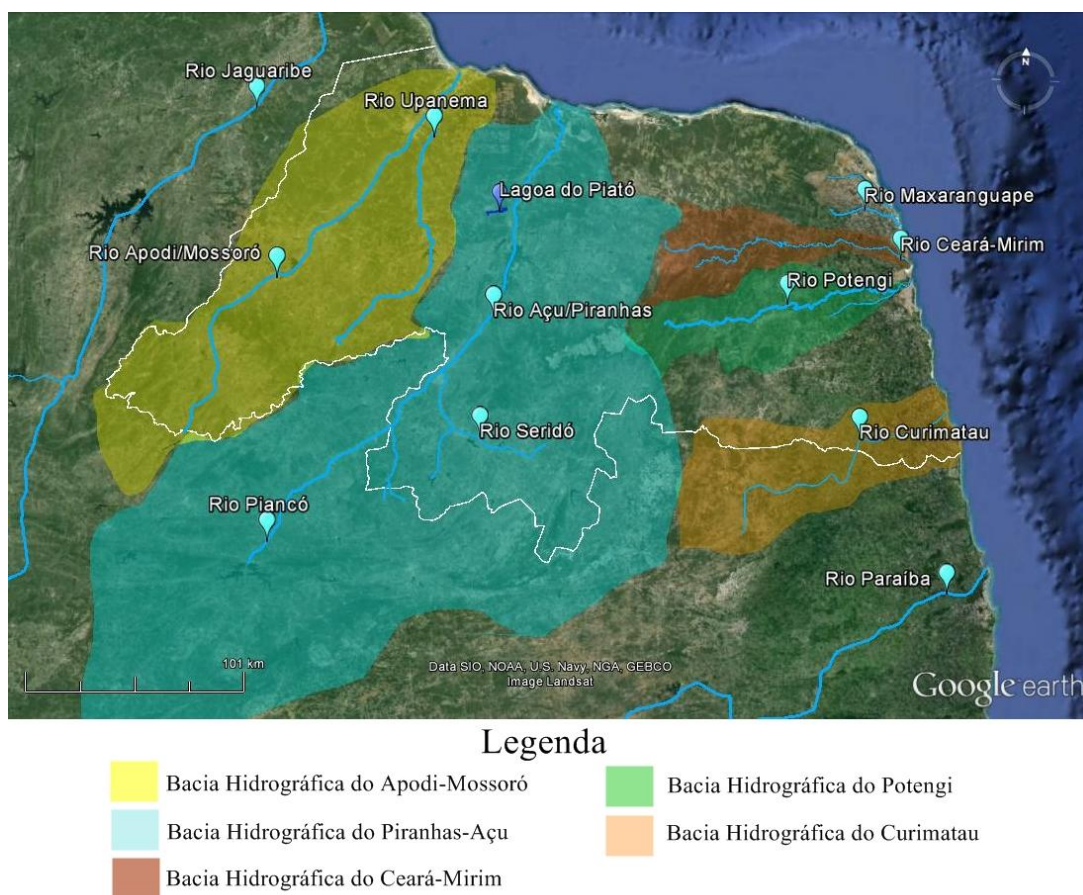 Rio Jaguaribe
Rio Upanema
Lagoa do Piató
Rio Maxaranguape
Rio Apodi/Mossoró
Rio Ceará-Mirim
Rio Potengi
Rio Açu/Piranhas
Rio Seridó
Rio Curimatau
Rio Piancó
Rio Paraíba
101 km
Data SIO, NOAA, U.S. Navy, NGA, GEBCO
Image Landsat
Google earth
N
Legenda
Bacia Hidrográfica do Apodi-Mossoró
Bacia Hidrográfica do Potengi
Bacia Hidrográfica do Piranhas-Açu
Bacia Hidrográfica do Curimatau
Bacia Hidrográfica do Ceará-Mirim